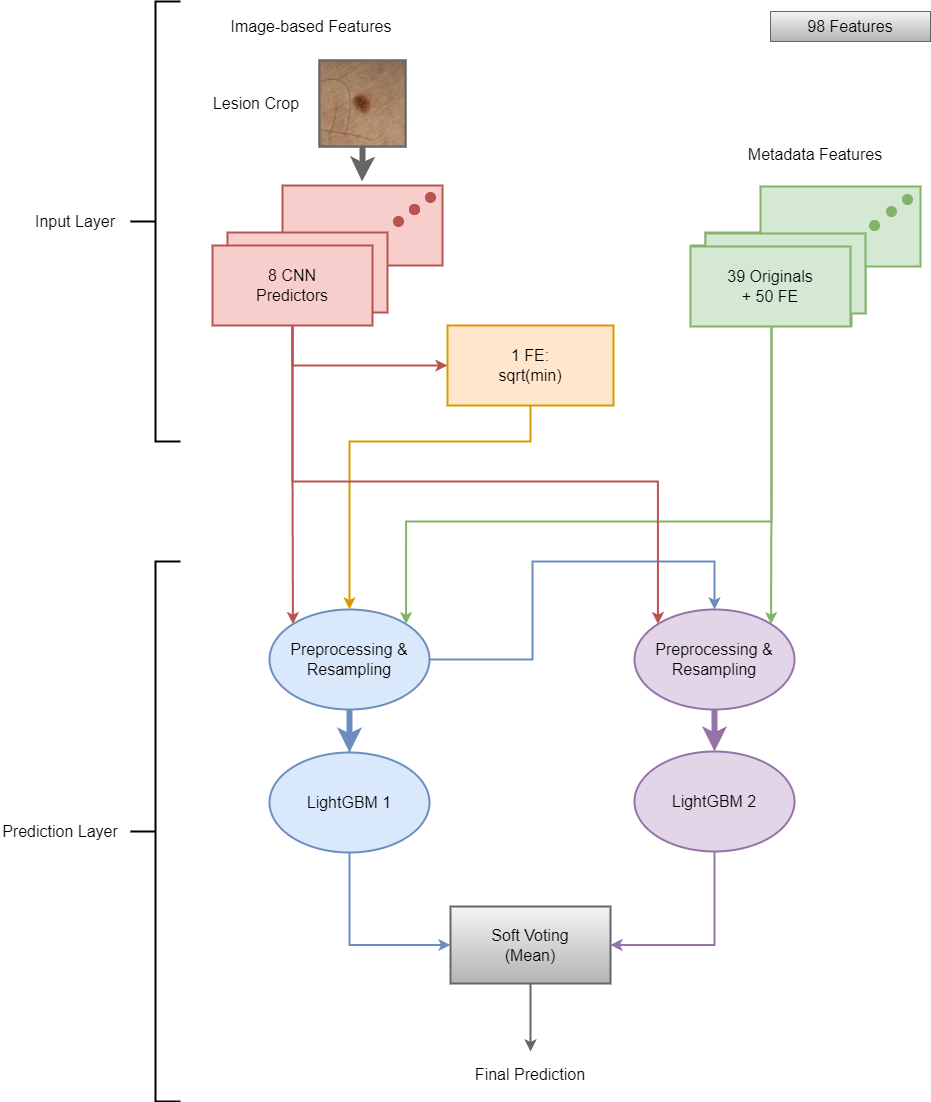 Image-based Features
98 Features
Lesion Crop
Metadata Features
Input Layer
8 CNN
Predictors
39 Originals
+ 50 FE
1 FE:
sqrt(min)
Preprocessing &
Resampling
Preprocessing &
Resampling
LightGBM 1
LightGBM 2
Prediction Layer
Soft Voting
(Mean)
Final Prediction